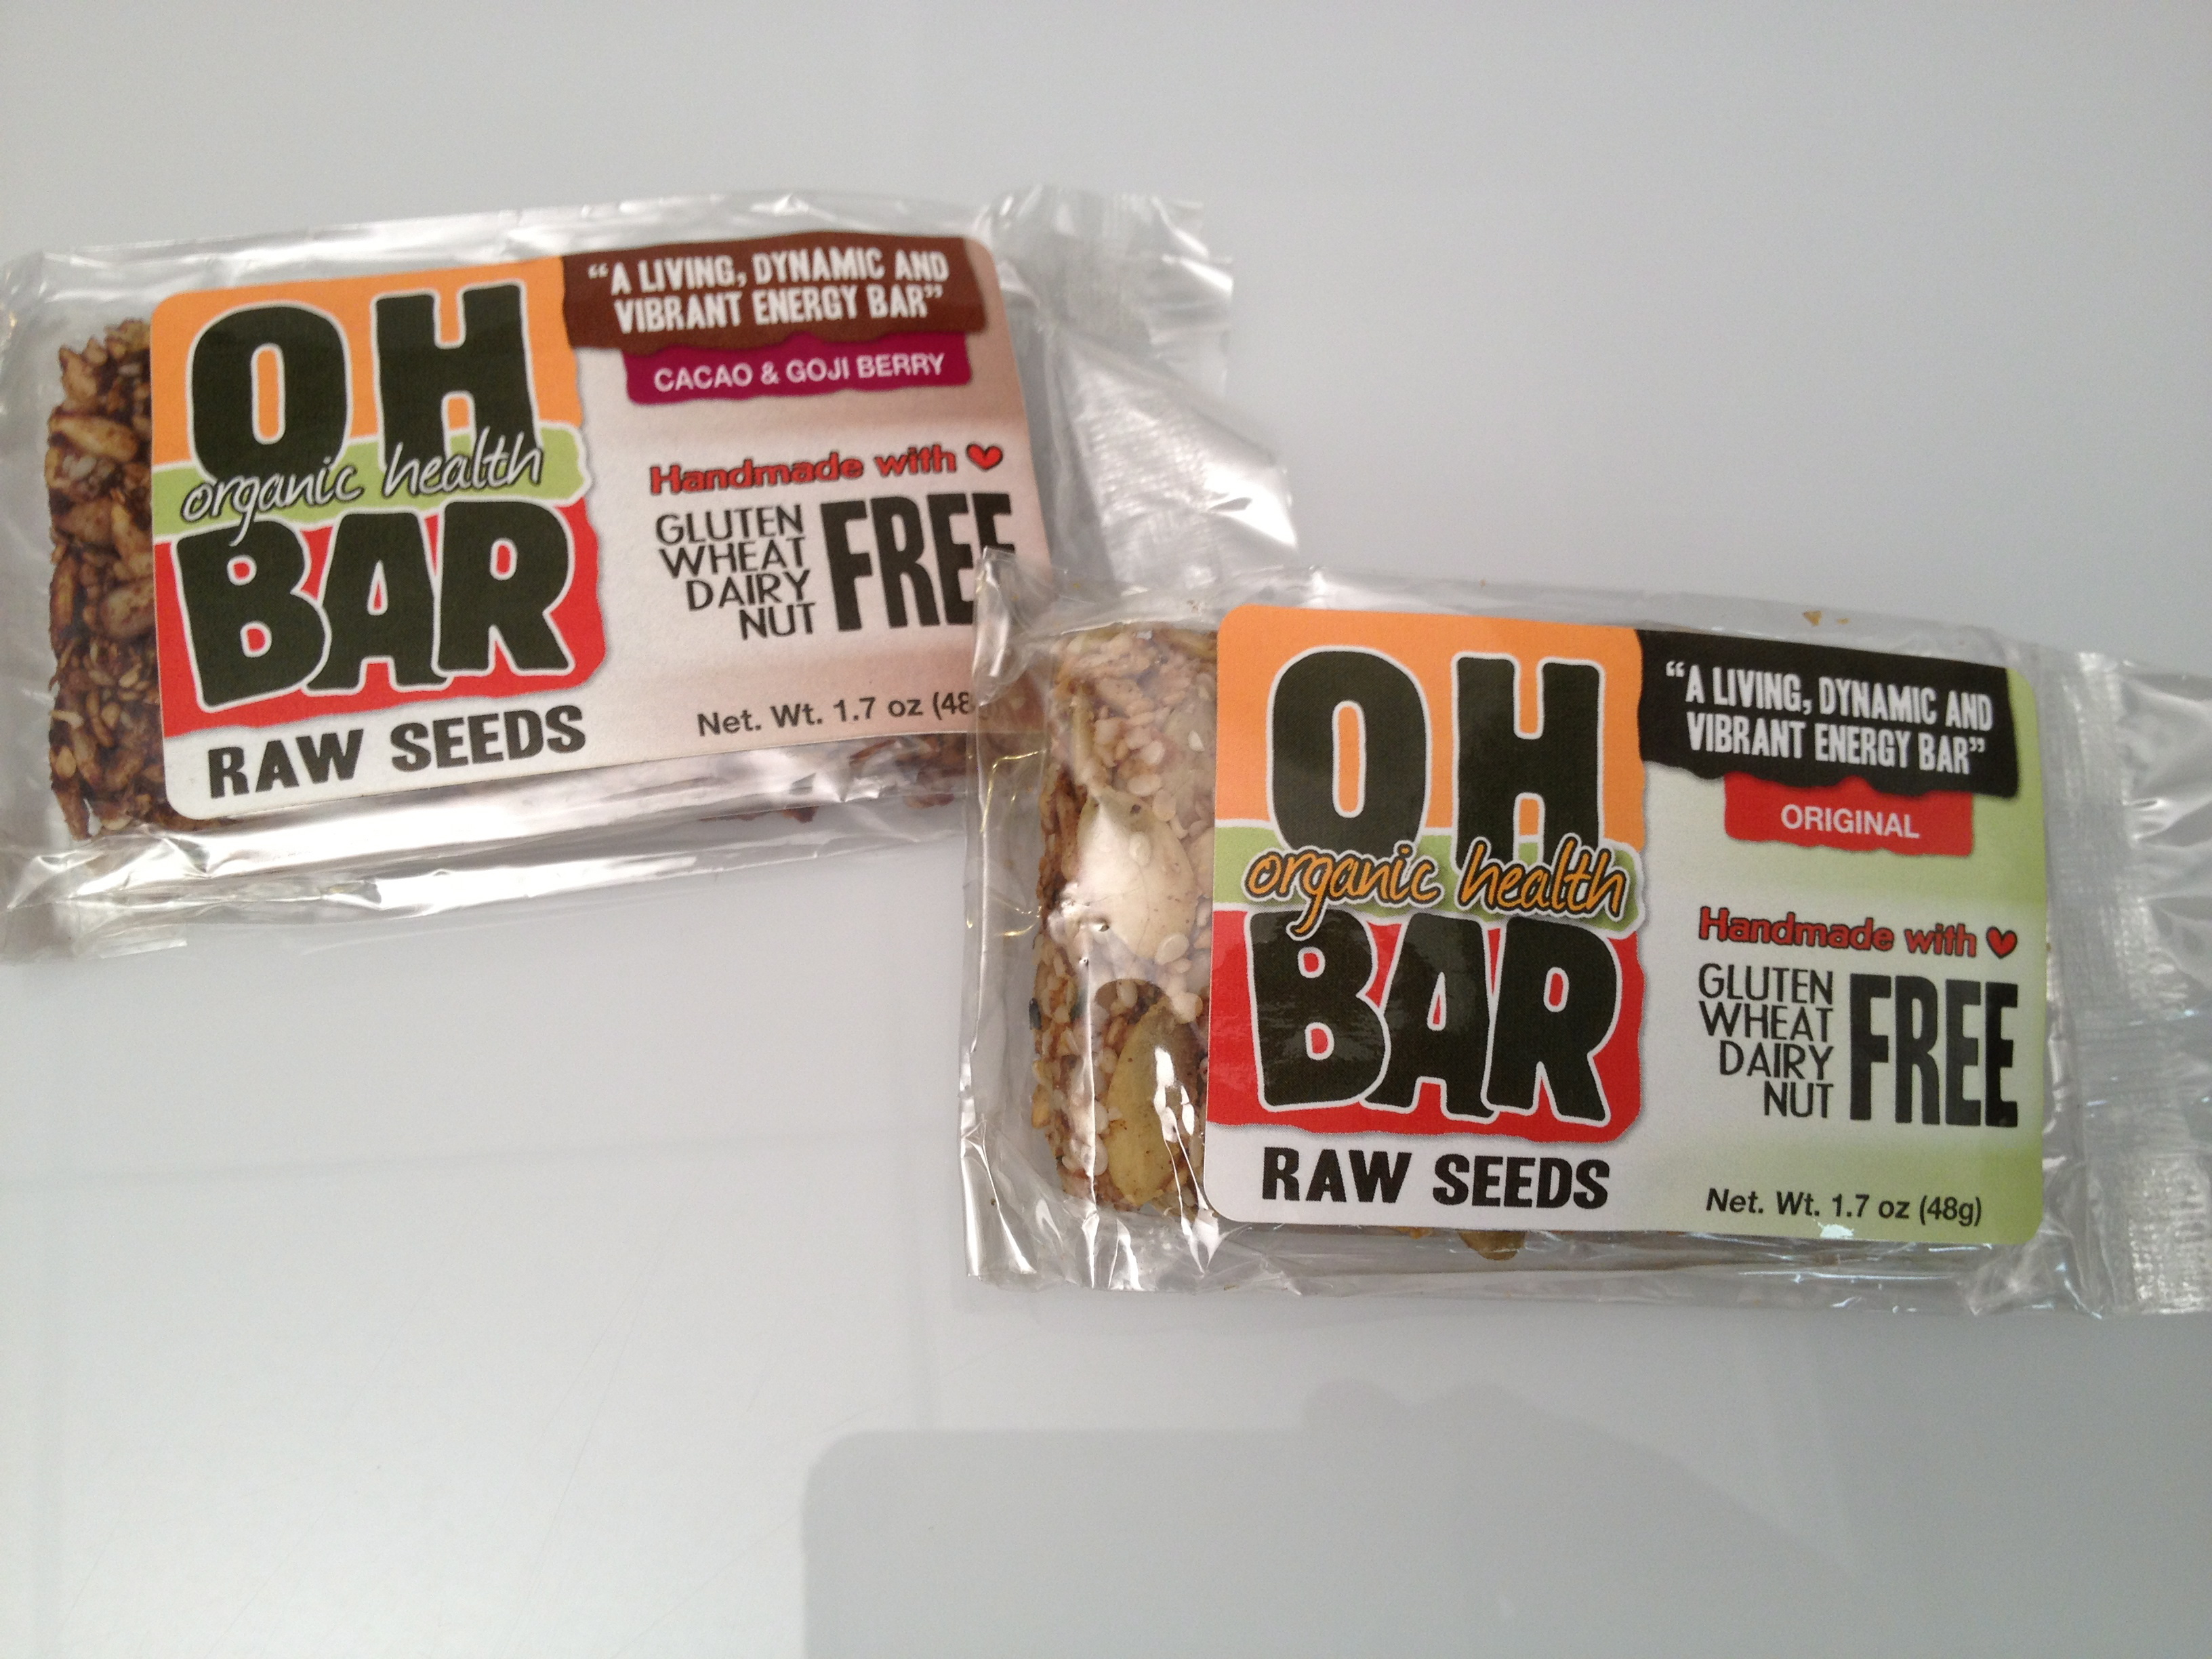 OH
organic health
BAR
RAW SEEDS
"A LIVING, DYNAMIC AND
VIBRANT ENERGY BAR"
CACAO & GOJI BERRY
Handmade with
GLUTEN
WHEAT
DAIRY
NUT
FREE
Net. Wt. 1.7 oz (48
OH
organic health
BAR
RAW SEEDS
"A LIVING, DYNAMIC AND
VIBRANT ENERGY BAR"
ORIGINAL
Handmade with
GLUTEN
WHEAT
DAIRY
NUT
FREE
Net. Wt. 1.7 oz (48g)